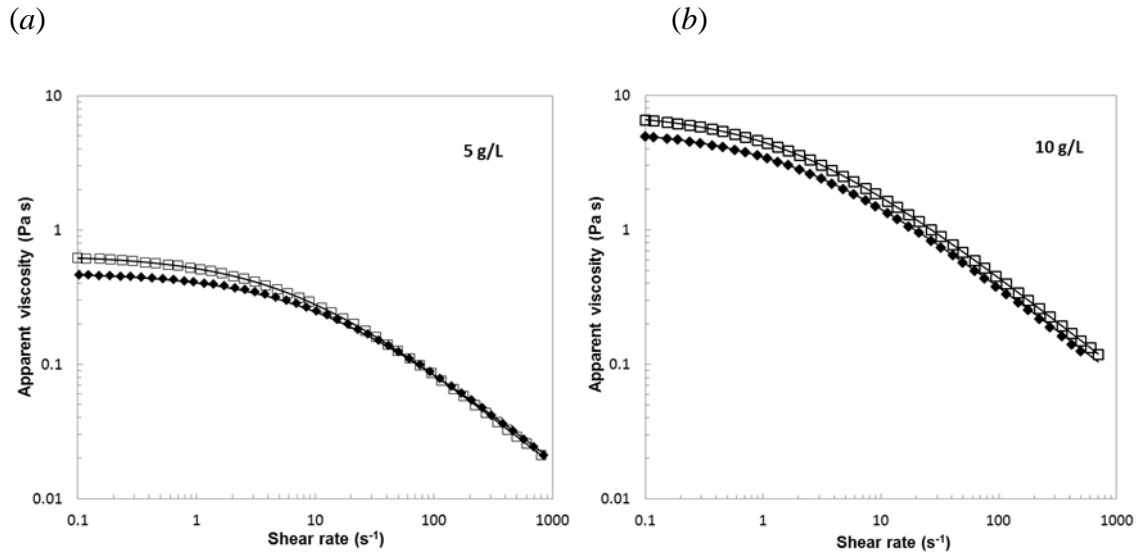 (a)
(b)
10
1
0.1
0.01
0.1
1
10
100
1000
Apparent viscosity (Pa s)
Shear rate (s⁻¹)
5 g/L
10
1
0.1
0.01
0.1
1
10
100
1000
Apparent viscosity (Pa s)
Shear rate (s⁻¹)
10 g/L